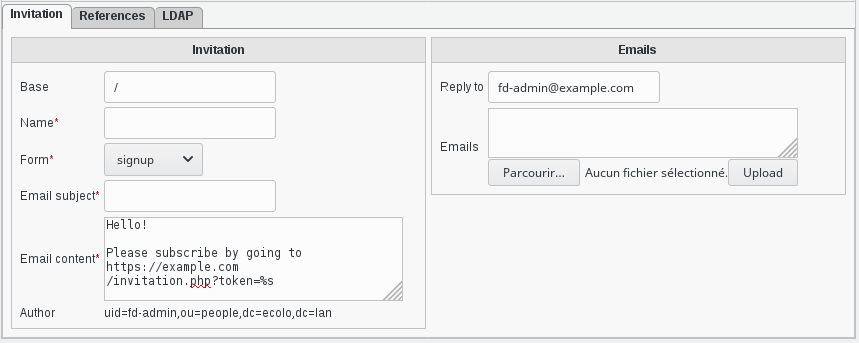 Invitation References LDAP
Invitation
Base /
Name*
Form* signup
Email subject*
Email content* Hello!
Please subscribe by going to
https://example.com
/invitation.php?token=%s
Author uid=fd-admin,ou=people,dc=ecolo,dc=lan
Emails
Reply to fd-admin@example.com
Emails
Parcourir... Aucun fichier sélectionné. Upload